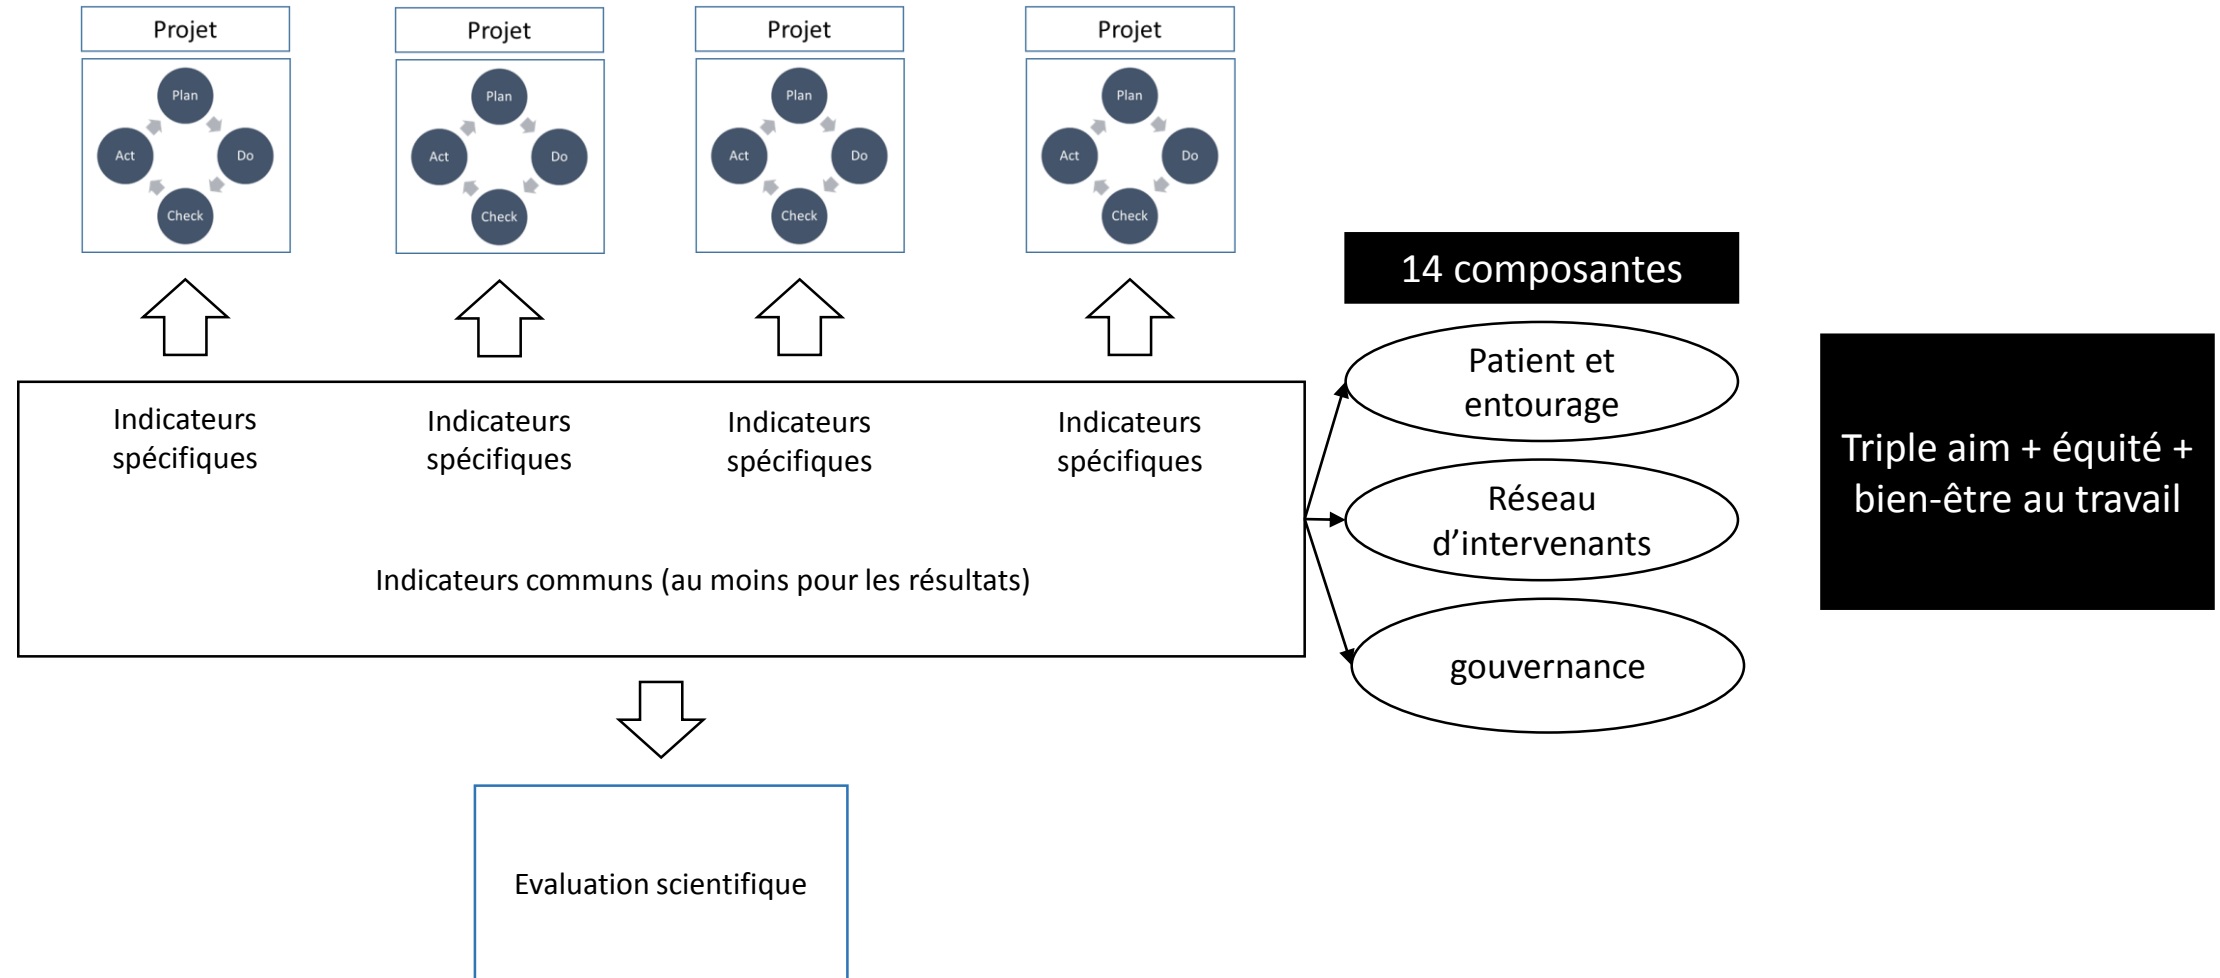 Projet
Plan
Act
Do
Check
Projet
Plan
Act
Do
Check
Projet
Plan
Act
Do
Check
Projet
Plan
Act
Do
Check
Indicateurs
spécifiques
Indicateurs
spécifiques
Indicateurs
spécifiques
Indicateurs
spécifiques
Indicateurs communs (au moins pour les résultats)
14 composantes
Patient et
entourage
Réseau
d’intervenants
gouvernance
Triple aim + équité +
bien-être au travail
Evaluation scientifique